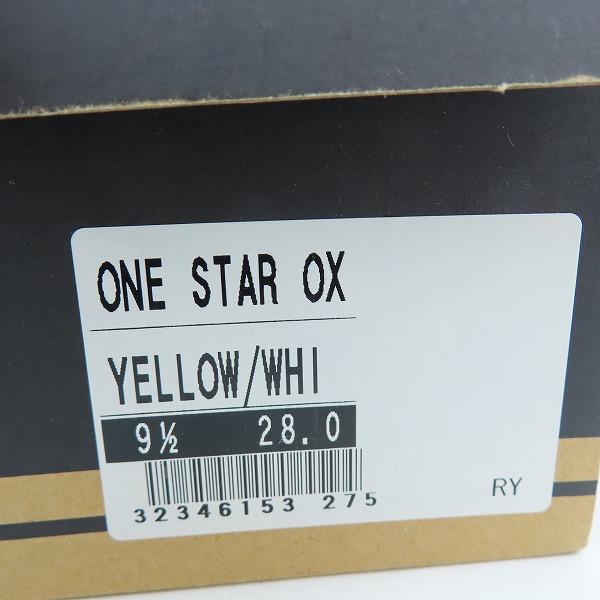 ONE STAR OX
YELLOW/WHI
9½ 28.0
32346153 275
RY